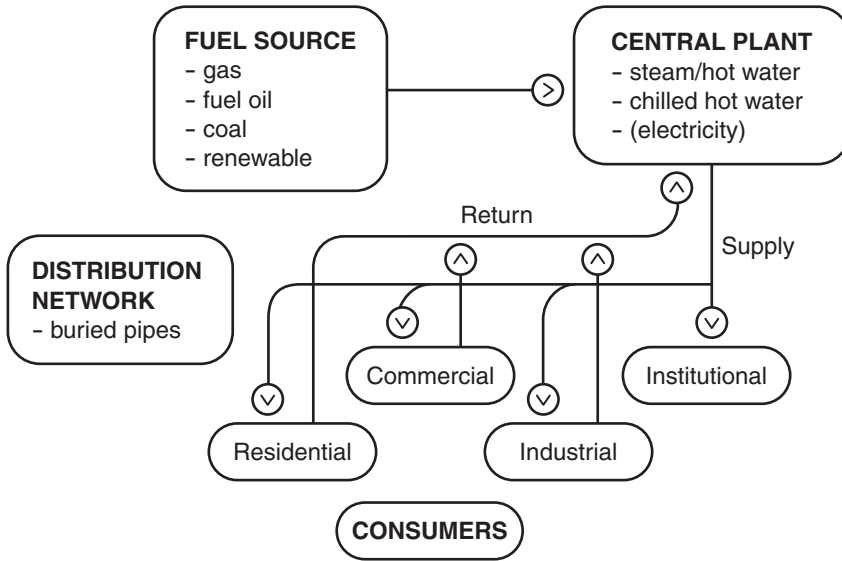 FUEL SOURCE
- gas
- fuel oil
- coal
- renewable
CENTRAL PLANT
- steam/hot water
- chilled hot water
- (electricity)
Return
Supply
DISTRIBUTION
NETWORK
- buried pipes
Commercial
Institutional
Residential
Industrial
CONSUMERS